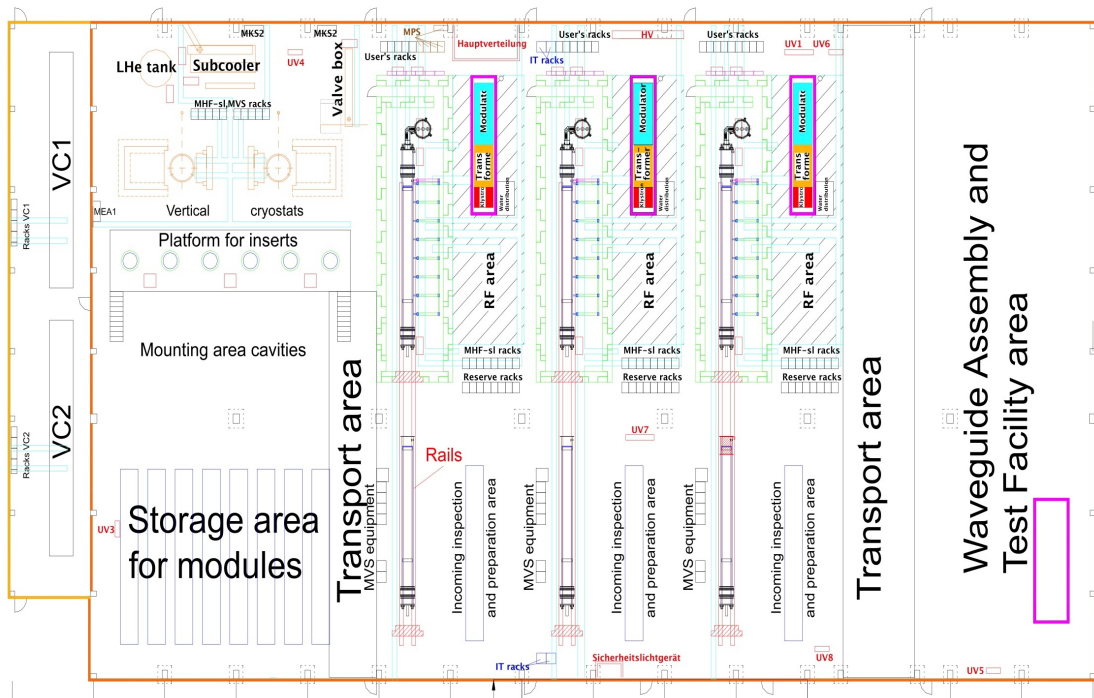 MKS2
MKS2
MPS
User's racks
Hauptverteilung
User's racks
IT racks
HV
User's racks
UV1
UV6
LHe tank
Subcooler
UV4
Valve box
MHF-sl,MVS racks
Modulato
Trans
forme
Klystron
Water
distribution
Modulator
Trans-
former
Klystron
Water
distribution
Modulato
Trans
forme
Klystron
Water
distribution
VC1
Racks VC1
MEA1
Vertical
cryostats
Platform for inserts
RF area
RF area
RF area
Mounting area cavities
MHF-sl racks
MHF-sl racks
MHF-sl racks
Reserve racks
Reserve racks
Reserve racks
VC2
Racks VC2
Transport area
Rails
UV7
Transport area
Waveguide Assembly and
Test Facility area
UV3
Storage area
for modules
MVS equipment
Incoming inspection
and preparation area
MVS equipment
Incoming inspection
and preparation area
MVS equipment
Incoming inspection
and preparation area
IT racks
Sicherheitslichtgerät
UV8
UV5